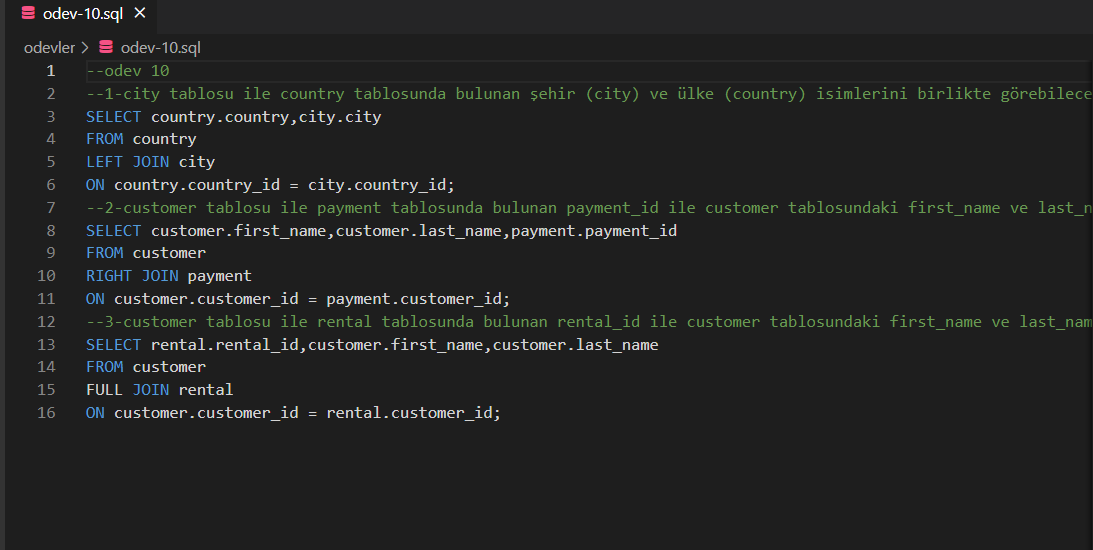 odev-10.sql ×
odevler > odev-10.sql
1 --odev 10
2 --1-city tablosu ile country tablosunda bulunan şehir (city) ve ülke (country) isimlerini birlikte görebilece
3 SELECT country.country,city.city
4 FROM country
5 LEFT JOIN city
6 ON country.country_id = city.country_id;
7 --2-customer tablosu ile payment tablosunda bulunan payment_id ile customer tablosundaki first_name ve last_n
8 SELECT customer.first_name,customer.last_name,payment.payment_id
9 FROM customer
10 RIGHT JOIN payment
11 ON customer.customer_id = payment.customer_id;
12 --3-customer tablosu ile rental tablosunda bulunan rental_id ile customer tablosundaki first_name ve last_nam
13 SELECT rental.rental_id,customer.first_name,customer.last_name
14 FROM customer
15 FULL JOIN rental
16 ON customer.customer_id = rental.customer_id;